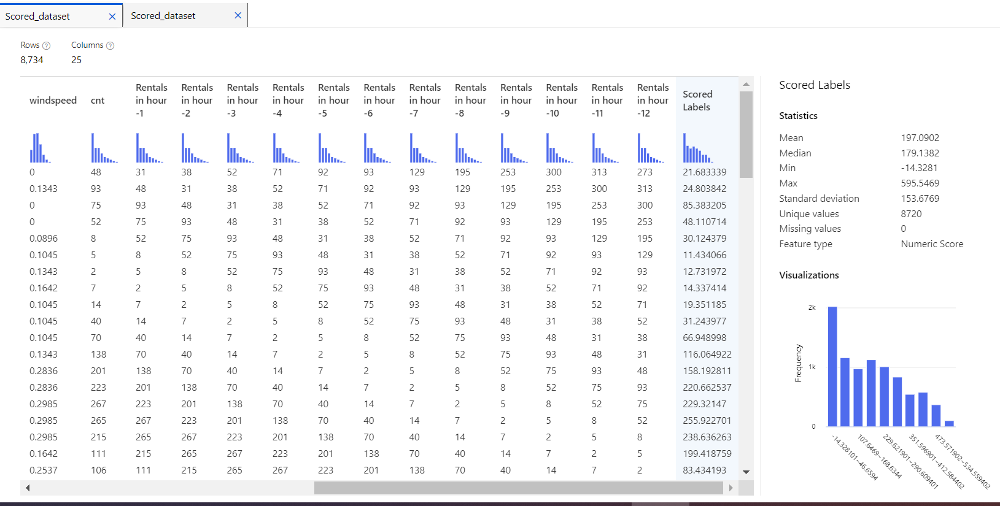 Scored_dataset
Scored_dataset
Rows Columns
8,734 25
windspeed cnt Rentals in hour -1 Rentals in hour -2 Rentals in hour -3 Rentals in hour -4 Rentals in hour -5 Rentals in hour -6 Rentals in hour -7 Rentals in hour -8 Rentals in hour -9 Rentals in hour -10 Rentals in hour -11 Rentals in hour -12 Scored Labels
0 48 31 38 52 71 92 93 129 195 253 300 313 273 21.683339
0.1343 93 48 31 38 52 71 92 93 129 195 253 300 313 24.803842
0 75 93 48 31 38 52 71 92 93 129 195 253 300 85.383205
0 52 75 93 48 31 38 52 71 92 93 129 195 253 48.110714
0.0896 8 52 75 93 48 31 38 52 71 92 93 129 195 30.124379
0.1045 5 8 52 75 93 48 31 38 52 71 92 93 129 11.434066
0.1343 2 5 8 52 75 93 48 31 38 52 71 92 93 12.731972
0.1642 7 2 5 8 52 75 93 48 31 38 52 71 92 14.337414
0.1045 14 7 2 5 8 52 75 93 48 31 38 52 71 19.351185
0.1045 40 14 7 2 5 8 52 75 93 48 31 38 52 31.243977
0.1045 70 40 14 7 2 5 8 52 75 93 48 31 38 66.948998
0.1343 138 70 40 14 7 2 5 8 52 75 93 48 31 116.064922
0.2836 201 138 70 40 14 7 2 5 8 52 75 93 48 158.192811
0.2836 223 201 138 70 40 14 7 2 5 8 52 75 93 220.662537
0.2985 267 223 201 138 70 40 14 7 2 5 8 52 75 229.32147
0.2985 265 267 223 201 138 70 40 14 7 2 5 8 52 255.922701
0.2985 215 265 267 223 201 138 70 40 14 7 2 5 8 238.636263
0.1642 111 215 265 267 223 201 138 70 40 14 7 2 5 199.418759
0.2537 106 111 215 265 267 223 201 138 70 40 14 7 2 83.434193
Scored Labels
Statistics
Mean 197.0902
Median 179.1382
Min -14.3281
Max 595.5469
Standard deviation 153.6769
Unique values 8720
Missing values 0
Feature type Numeric Score
Visualizations
Frequency
2k
1k
0
-14.328101~46.6594
107.6469~168.6344
229.621901~290.609401
351.596901~412.584402
473.571902~534.559402